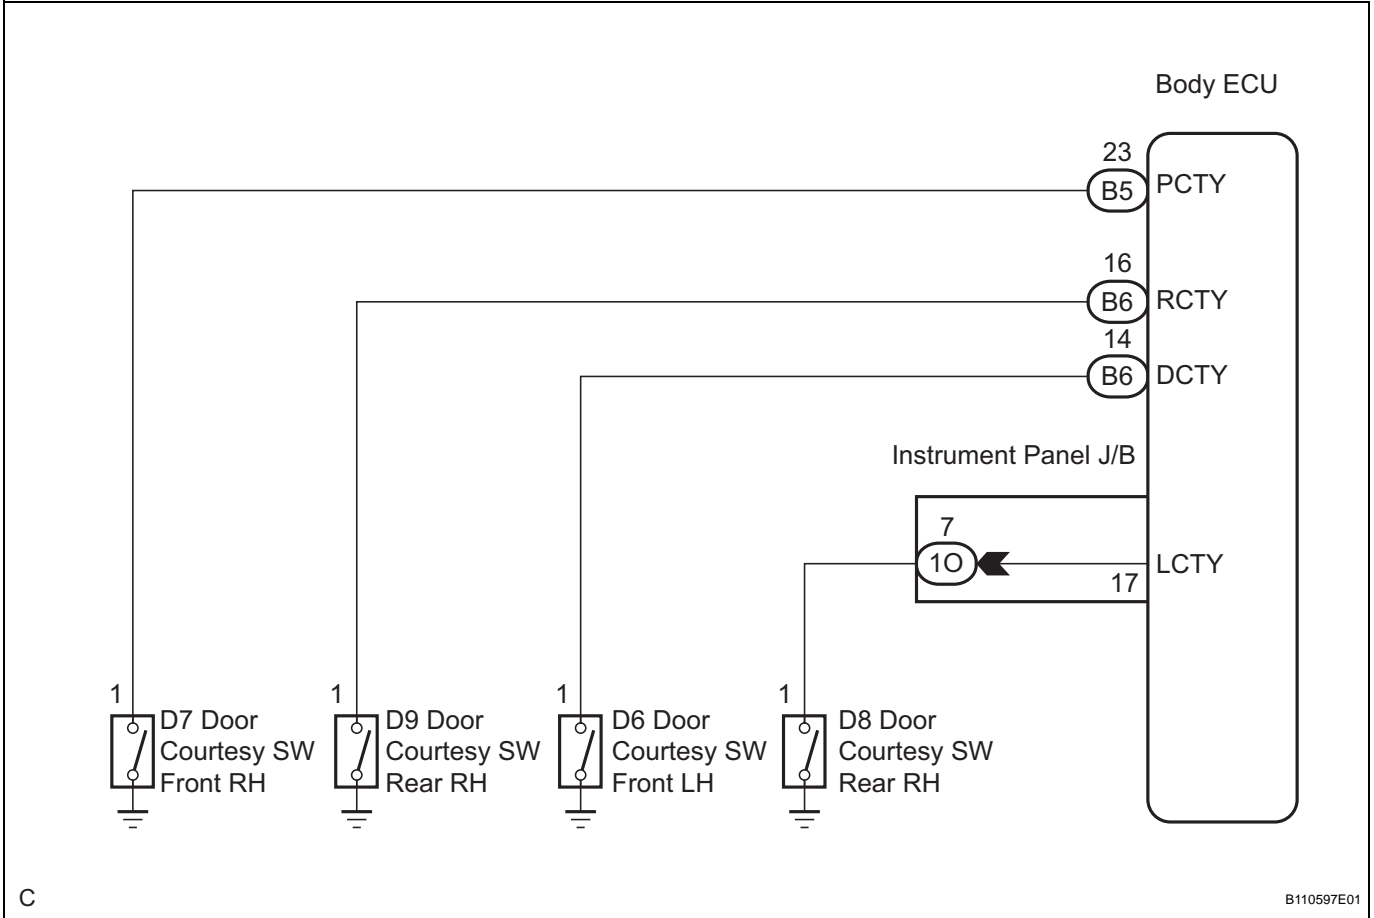 Body ECU
23
B5
PCTY
16
B6
RCTY
14
B6
DCTY
Instrument Panel J/B
7
1O
17
LCTY
1
D7 Door
Courtesy SW
Front RH
1
D9 Door
Courtesy SW
Rear RH
1
D6 Door
Courtesy SW
Front LH
1
D8 Door
Courtesy SW
Rear RH
C
B110597E01